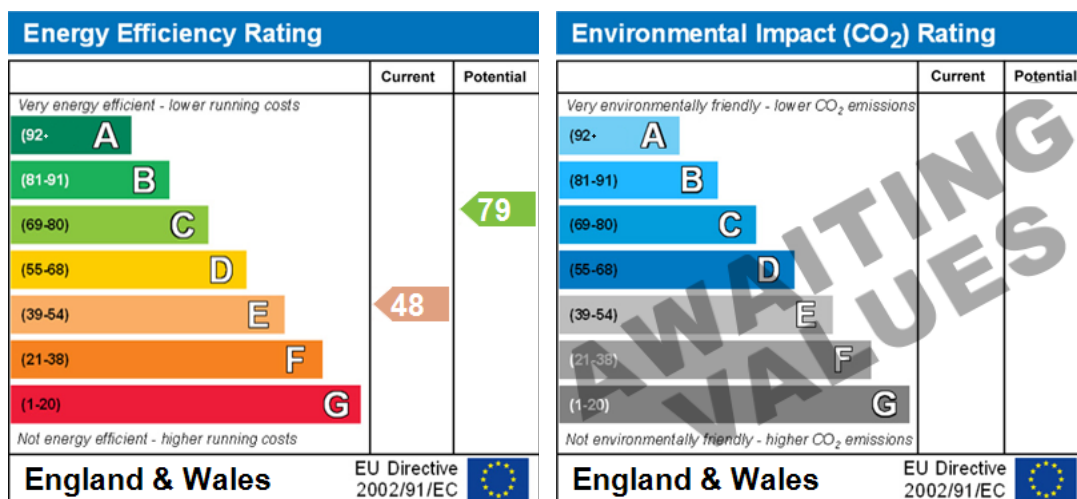 Energy Efficiency Rating
Current Potential
Very energy efficient - lower running costs
(92+ A
(81-91) B
(69-80) C
79
(55-68) D
(39-54) E
48
(21-38) F
(1-20) G
Not energy efficient - higher running costs
England & Wales
EU Directive
2002/91/EC
Environmental Impact (CO₂) Rating
Current Potential
Very environmentally friendly - lower CO₂ emissions
(92+ A
(81-91) B
(69-80) C
(55-68) D
(39-54) E
(21-38) F
(1-20) G
AWAITING
VALUES
Not environmentally friendly - higher CO₂ emissions
England & Wales
EU Directive
2002/91/EC